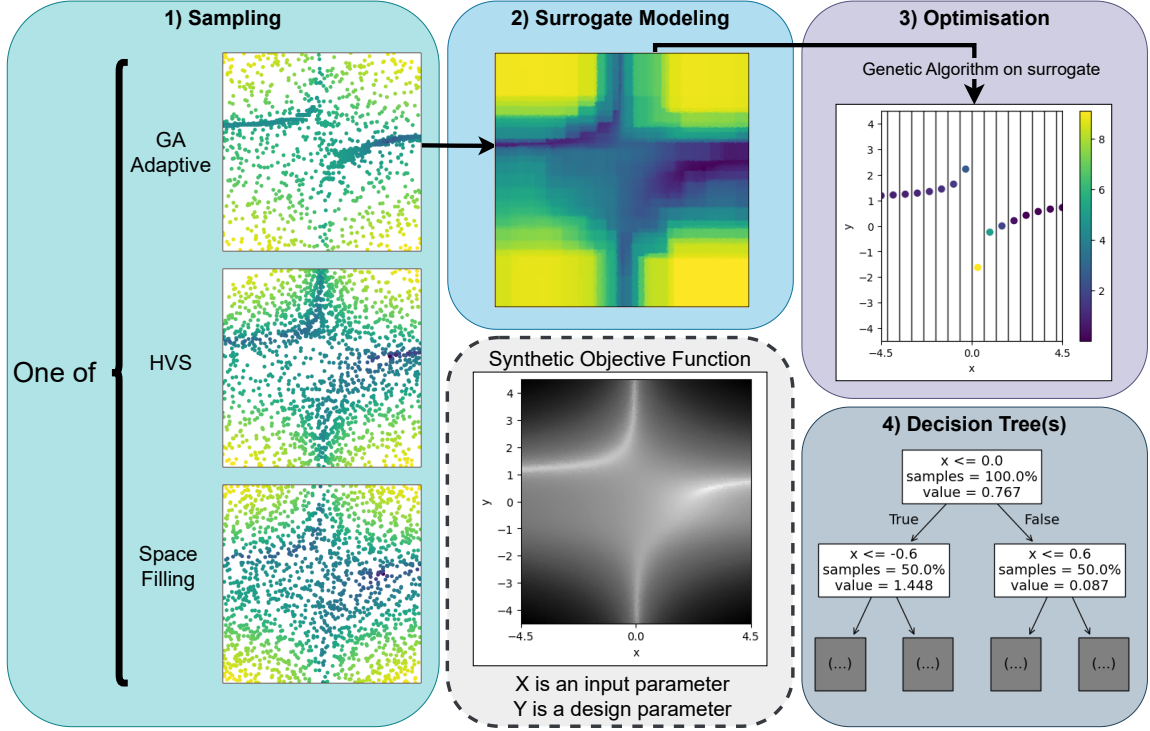 1) Sampling
One of
GA
Adaptive
HVS
Space
Filling
2) Surrogate Modeling
Synthetic Objective Function
4
3
2
1
0
−1
−2
−3
−4
y
−4.5
0.0
4.5
x
X is an input parameter
Y is a design parameter
3) Optimisation
Genetic Algorithm on surrogate
4
3
2
1
0
−1
−2
−3
−4
y
−4.5
0.0
4.5
x
8
6
4
2
4) Decision Tree(s)
x <= 0.0
samples = 100.0%
value = 0.767
True
False
x <= -0.6
samples = 50.0%
value = 1.448
x <= 0.6
samples = 50.0%
value = 0.087
(...)
(...)
(...)
(...)